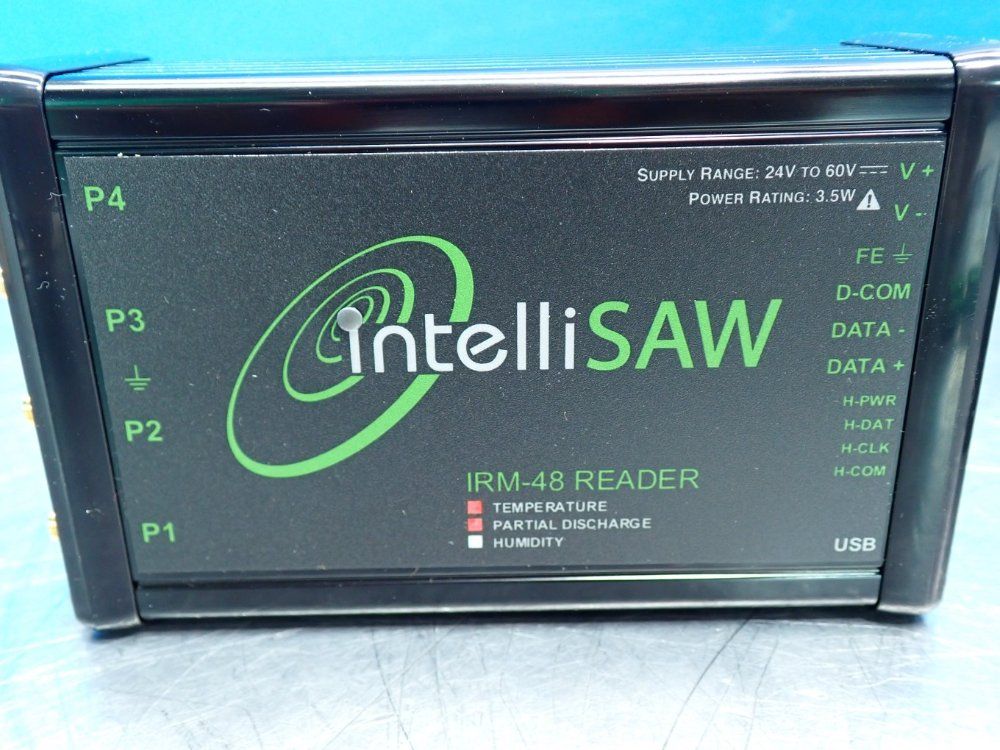 P4
P3
P2
P1
intelliSAW
IRM-48 READER
TEMPERATURE
PARTIAL DISCHARGE
HUMIDITY
SUPPLY RANGE: 24V TO 60V V +
POWER RATING: 3.5W
V -
FE
D-COM
DATA -
DATA +
H-PWR
H-DAT
H-CLK
H-COM
USB